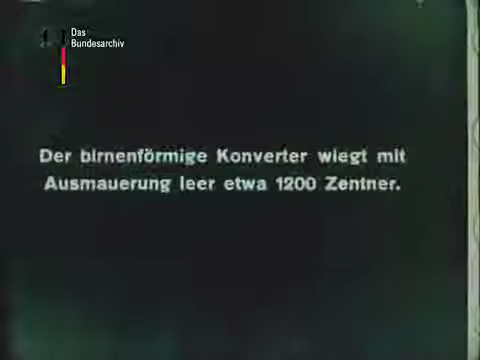 Das
Bundesarchiv
Der birnenförmige Konverter wiegt mit
Ausmauerung leer etwa 1200 Zentner.